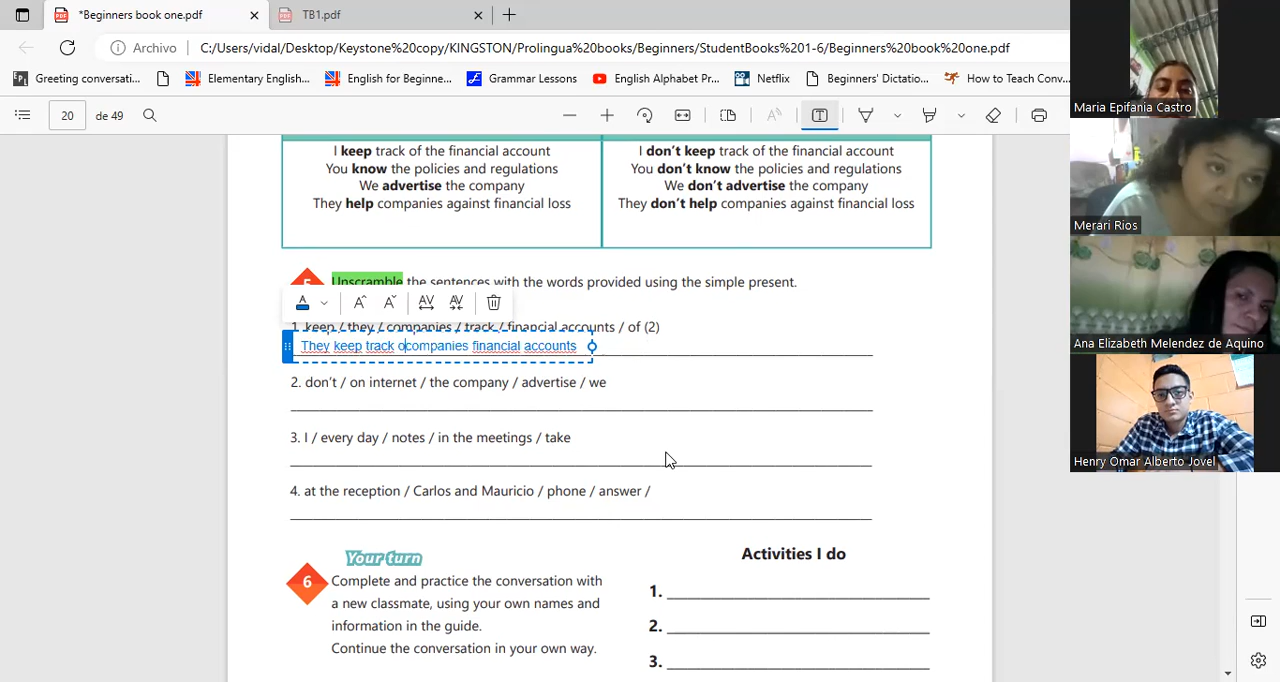 *Beginners book one.pdf
TB1.pdf
Archivo
C:/Users/vidal/Desktop/Keystone%20copy/KINGSTON/Prolingua%20books/Beginners/StudentBooks%201-6/Beginners%20book%20one.pdf
Greeting conversati...
Elementary English...
English for Beginne...
Grammar Lessons
English Alphabet Pr...
Netflix
Beginners' Dictatio...
How to Teach Conv...
20
de 49
I keep track of the financial account
You know the policies and regulations
We advertise the company
They help companies against financial loss
I don't keep track of the financial account
You don't know the policies and regulations
We don't advertise the company
They don't help companies against financial loss
Unscramble the sentences with the words provided using the simple present.
1. keep / they / companies / track / financial accounts / of (2)
They keep track ocompanies financial accounts
2. don't / on internet / the company / advertise / we
3. I / every day / notes / in the meetings / take
4. at the reception / Carlos and Mauricio / phone / answer /
Your turn
6
Complete and practice the conversation with
a new classmate, using your own names and
information in the guide.
Continue the conversation in your own way.
Activities I do
1.
2.
3.
Maria Epifania Castro
Merari Rios
Ana Elizabeth Melendez de Aquino
Henry Omar Alberto Jovel